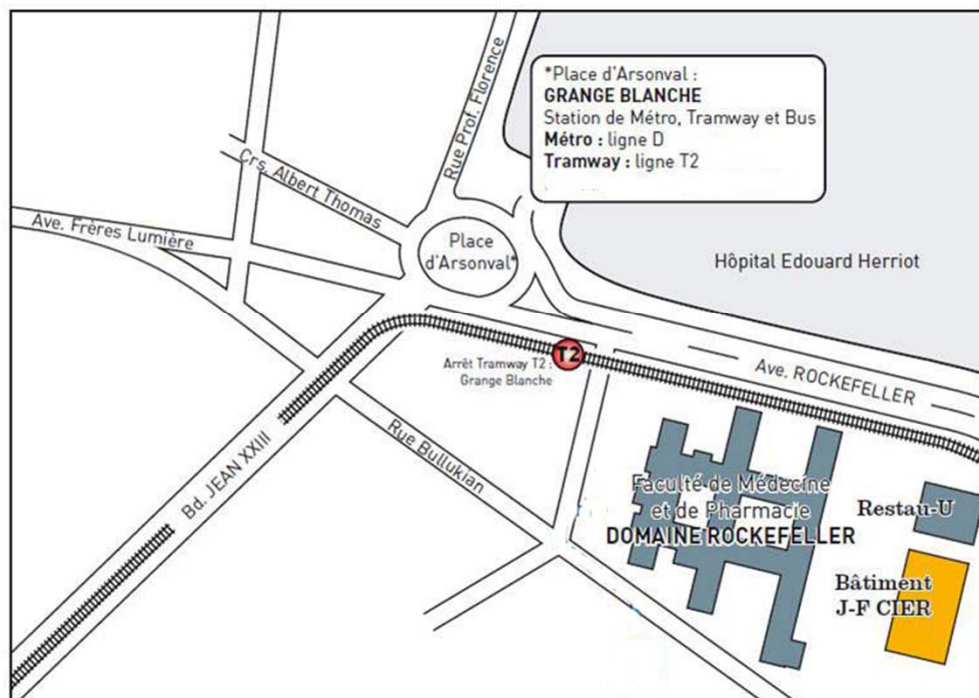 *Place d'Arsonval :
GRANGE BLANCHE
Station de Métro, Tramway et Bus
Métro : ligne D
Tramway : ligne T2
Rue Prof. Florence
Crs. Albert Thomas
Ave. Frères Lumière
Place
d'Arsonval*
Hôpital Edouard Herriot
T2
Arrêt Tramway T2 :
Grange Blanche
Ave. ROCKEFELLER
Rue Bullukian
Bd. JEAN XXIII
Faculté de Médecine
et de Pharmacie
DOMAINE ROCKEFELLER
Restau-U
Bâtiment
J-F CIER